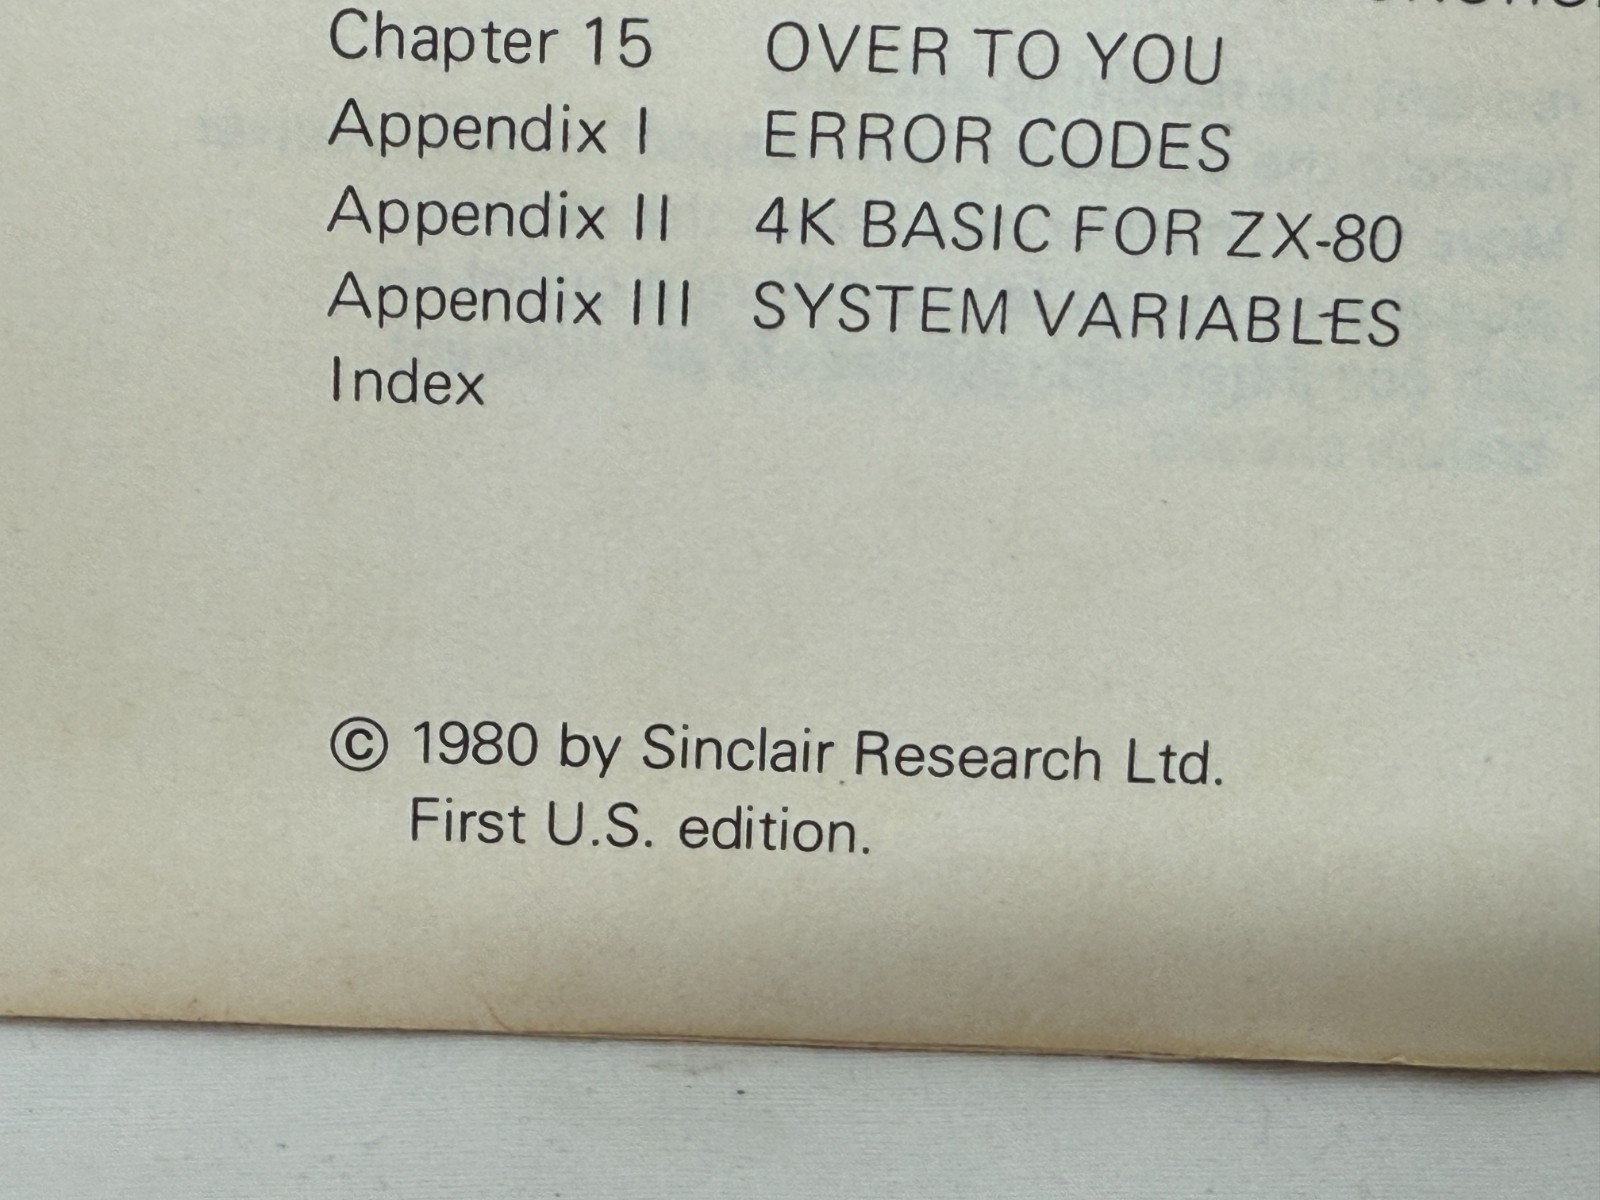 Chapter 15 OVER TO YOU
Appendix I ERROR CODES
Appendix II 4K BASIC FOR ZX-80
Appendix III SYSTEM VARIABLES
Index
© 1980 by Sinclair Research Ltd.
First U.S. edition.